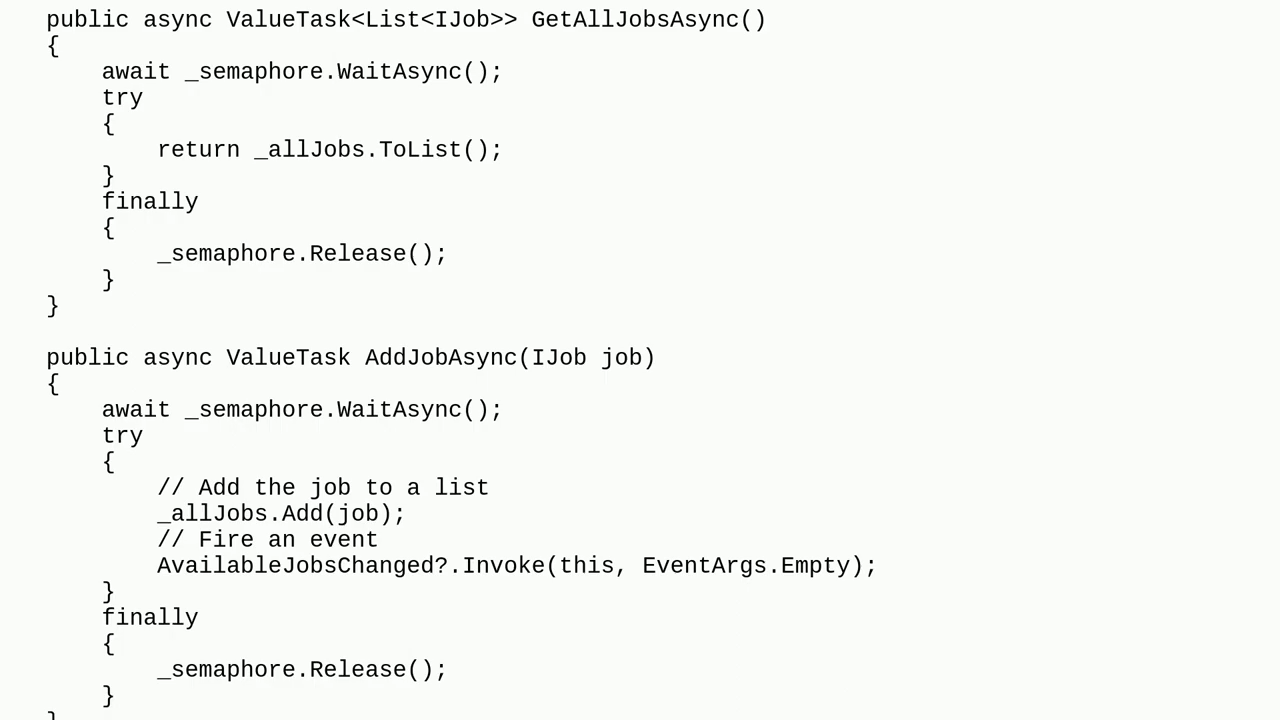 public async ValueTask<List<IJob>> GetAllJobsAsync()
{
    await _semaphore.WaitAsync();
    try
    {
        return _allJobs.ToList();
    }
    finally
    {
        _semaphore.Release();
    }
}

public async ValueTask AddJobAsync(IJob job)
{
    await _semaphore.WaitAsync();
    try
    {
        // Add the job to a list
        _allJobs.Add(job);
        // Fire an event
        AvailableJobsChanged?.Invoke(this, EventArgs.Empty);
    }
    finally
    {
        _semaphore.Release();
    }
}